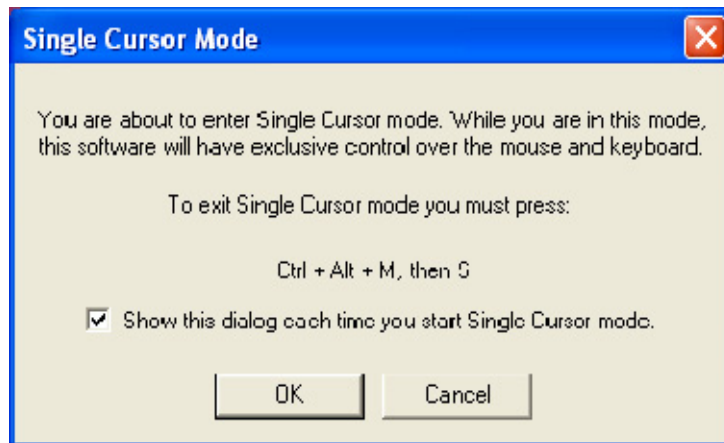 Single Cursor Mode
You are about to enter Single Cursor mode. While you are in this mode,
this software will have exclusive control over the mouse and keyboard.
To exit Single Cursor mode you must press:
Ctrl + Alt + M, then S
Show this dialog each time you start Single Cursor mode.
OK
Cancel